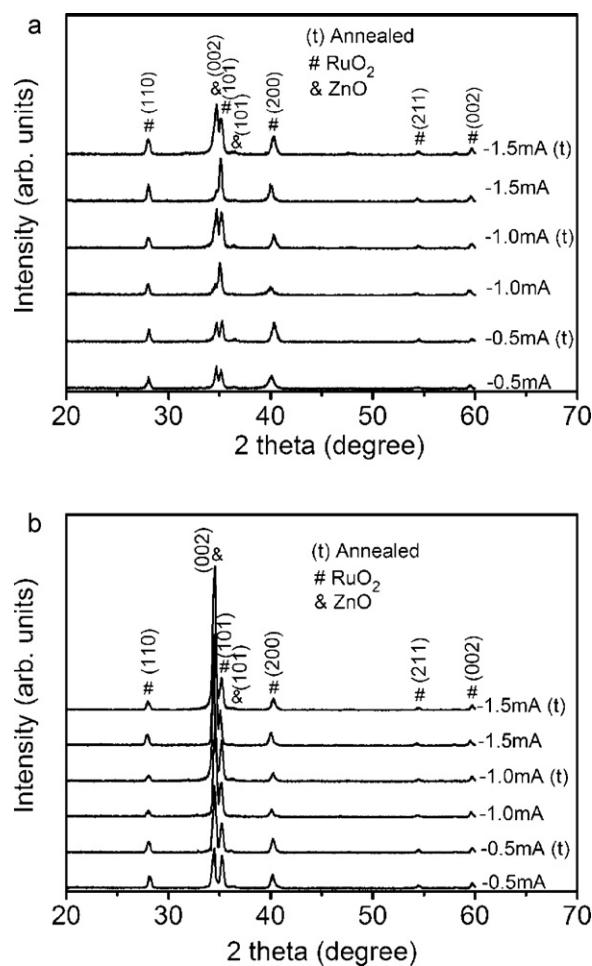 a
(t) Annealed
# RuO2
& ZnO
# (110)
& (002)
# (101)
& (101)
# (200)
# (211)
# (002)
-1.5mA (t)
-1.5mA
-1.0mA (t)
-1.0mA
-0.5mA (t)
-0.5mA
Intensity (arb. units)
20 30 40 50 60 70
2 theta (degree)
b
(t) Annealed
# RuO2
& ZnO
# (110)
(002) &
# (101)
& (101)
# (200)
# (211)
# (002)
-1.5mA (t)
-1.5mA
-1.0mA (t)
-1.0mA
-0.5mA (t)
-0.5mA
Intensity (arb. units)
20 30 40 50 60 70
2 theta (degree)